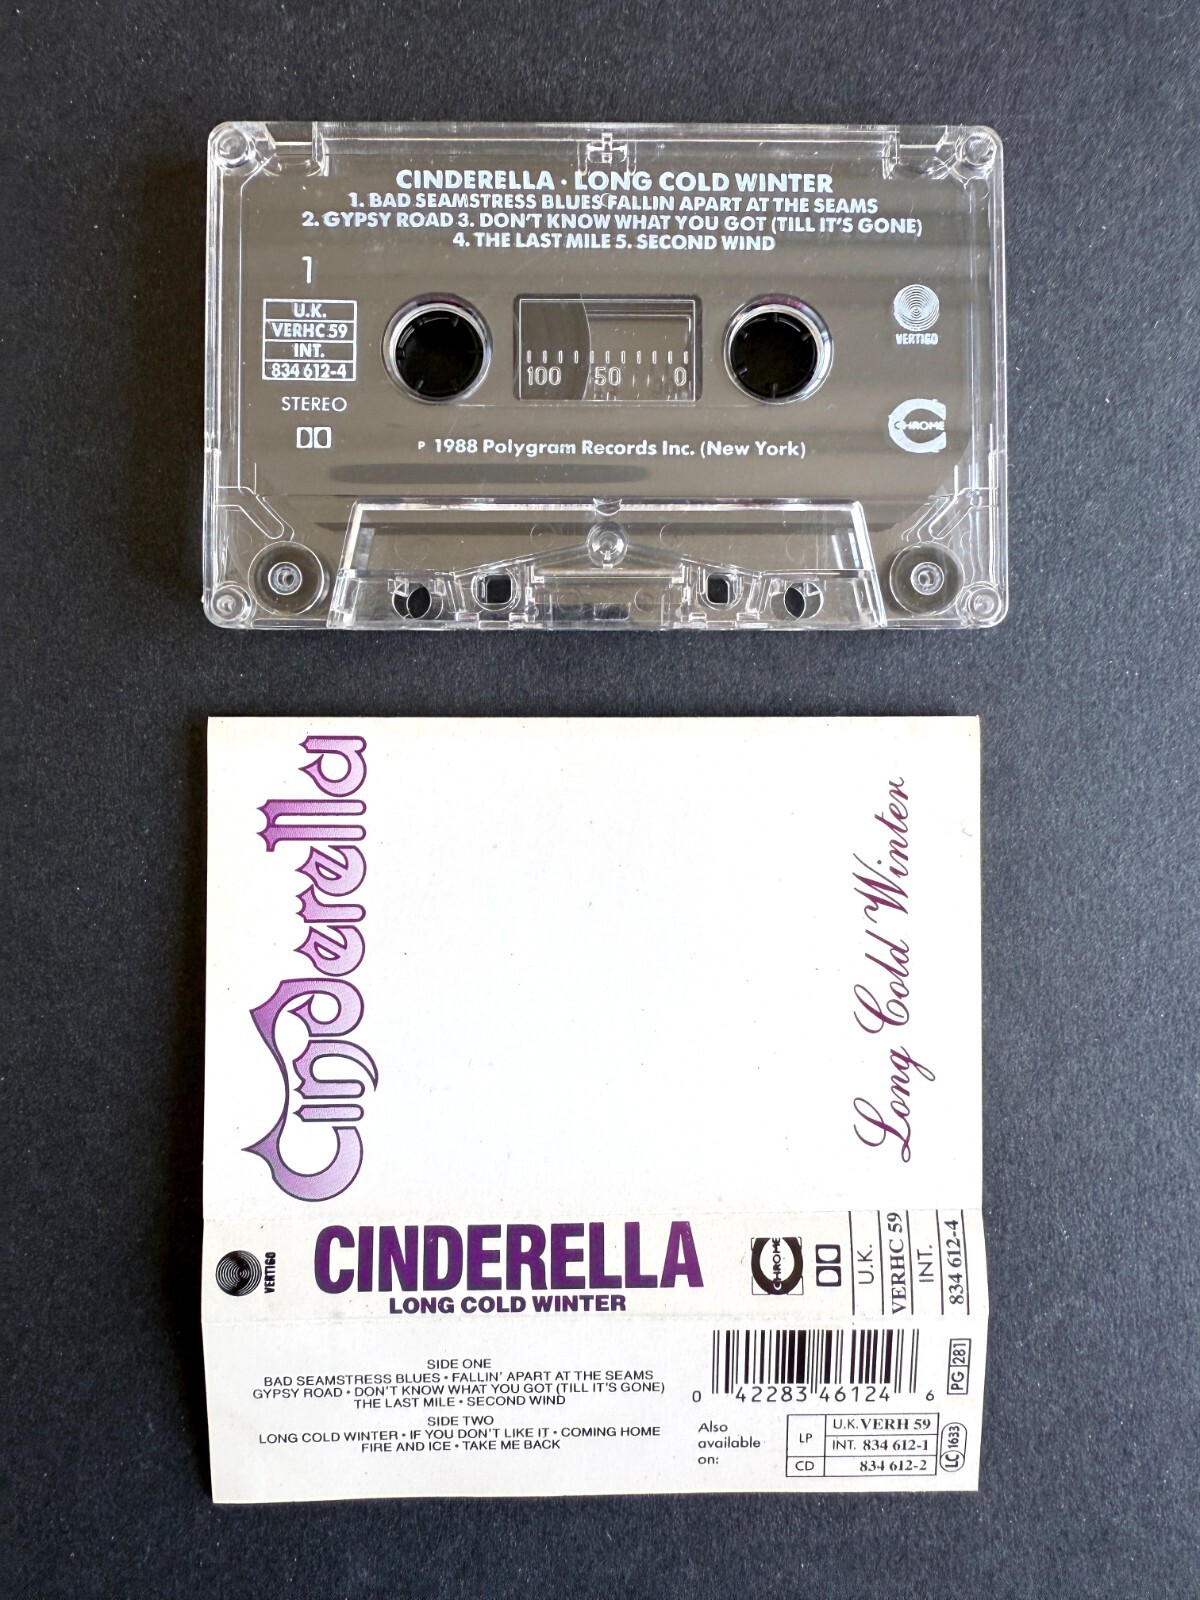 CINDERELLA · LONG COLD WINTER
1. BAD SEAMSTRESS BLUES FALLIN APART AT THE SEAMS
2. GYPSY ROAD 3. DON'T KNOW WHAT YOU GOT (TILL IT'S GONE)
4. THE LAST MILE 5. SECOND WIND
1
U.K.
VERHC 59
INT.
834 612-4
STEREO
VERTIGO
CHROME
100 50 0
P 1988 Polygram Records Inc. (New York)
Cinderella
Long Cold Winter
VERTIGO
CINDERELLA
LONG COLD WINTER
CHROME
U.K.
VERHC 59
INT.
834 612-4
SIDE ONE
BAD SEAMSTRESS BLUES • FALLIN' APART AT THE SEAMS
GYPSY ROAD • DON'T KNOW WHAT YOU GOT (TILL IT'S GONE)
THE LAST MILE • SECOND WIND
SIDE TWO
LONG COLD WINTER • IF YOU DON'T LIKE IT • COMING HOME
FIRE AND ICE • TAKE ME BACK
0 42283 46124 6
PG 281
Also
available
on:
LP
U.K. VERH 59
INT. 834 612-1
CD
834 612-2
LC 1633